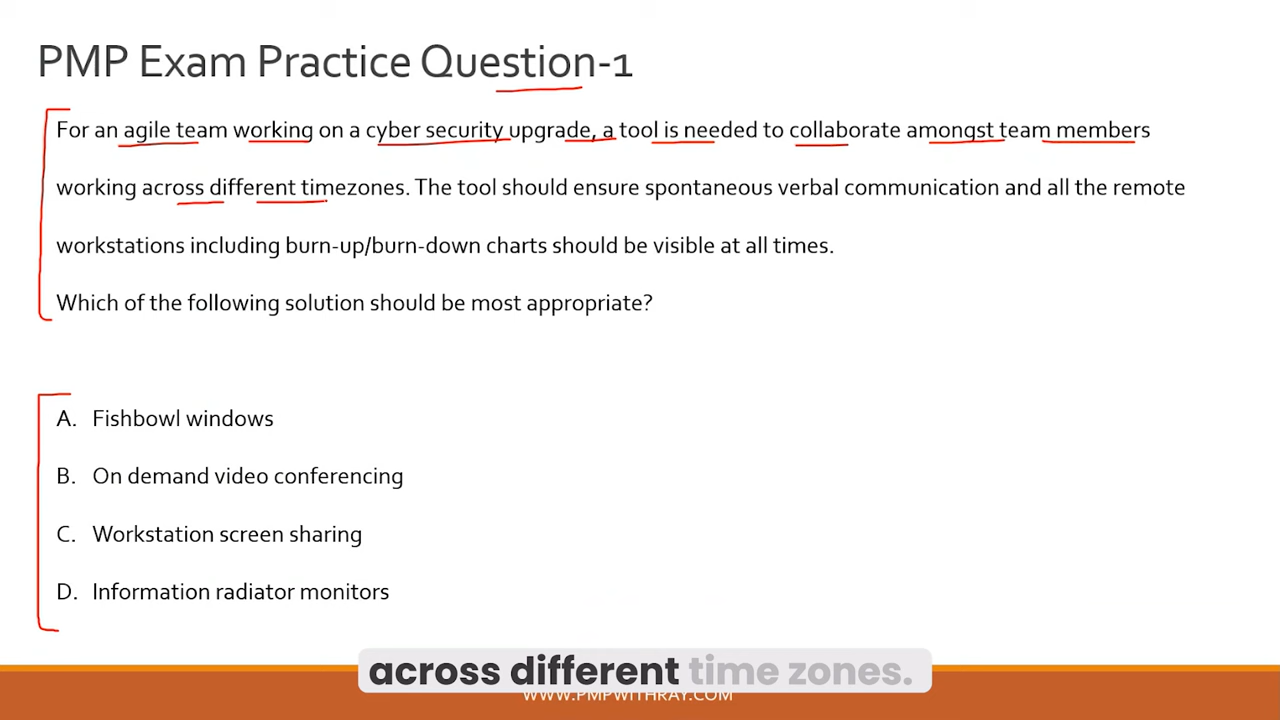 PMP Exam Practice Question-1
For an agile team working on a cyber security upgrade, a tool is needed to collaborate amongst team members
working across different timezones. The tool should ensure spontaneous verbal communication and all the remote
workstations including burn-up/burn-down charts should be visible at all times.
Which of the following solution should be most appropriate?
A. Fishbowl windows
B. On demand video conferencing
C. Workstation screen sharing
D. Information radiator monitors
across different time zones.
WWW.PMPWITHRAY.COM